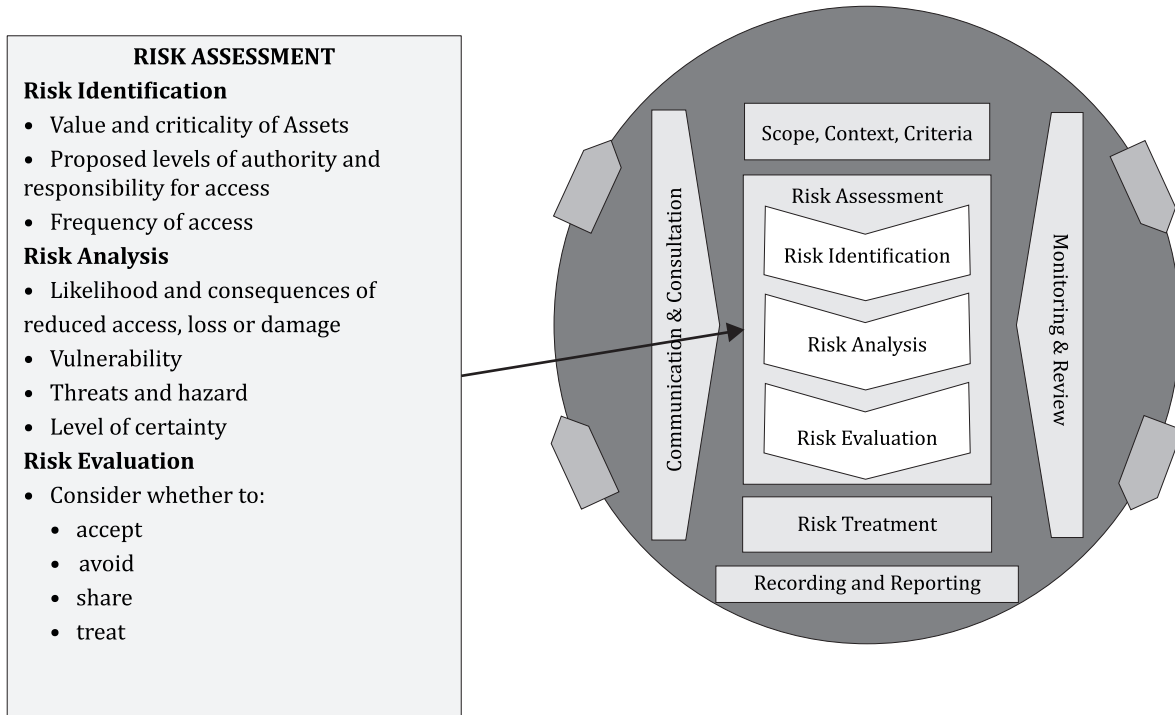 RISK ASSESSMENT
Risk Identification
• Value and criticality of Assets
• Proposed levels of authority and
responsibility for access
• Frequency of access
Risk Analysis
• Likelihood and consequences of
reduced access, loss or damage
• Vulnerability
• Threats and hazard
• Level of certainty
Risk Evaluation
• Consider whether to:
• accept
• avoid
• share
• treat
Communication & Consultation
Scope, Context, Criteria
Risk Assessment
Risk Identification
Risk Analysis
Risk Evaluation
Risk Treatment
Recording and Reporting
Monitoring & Review